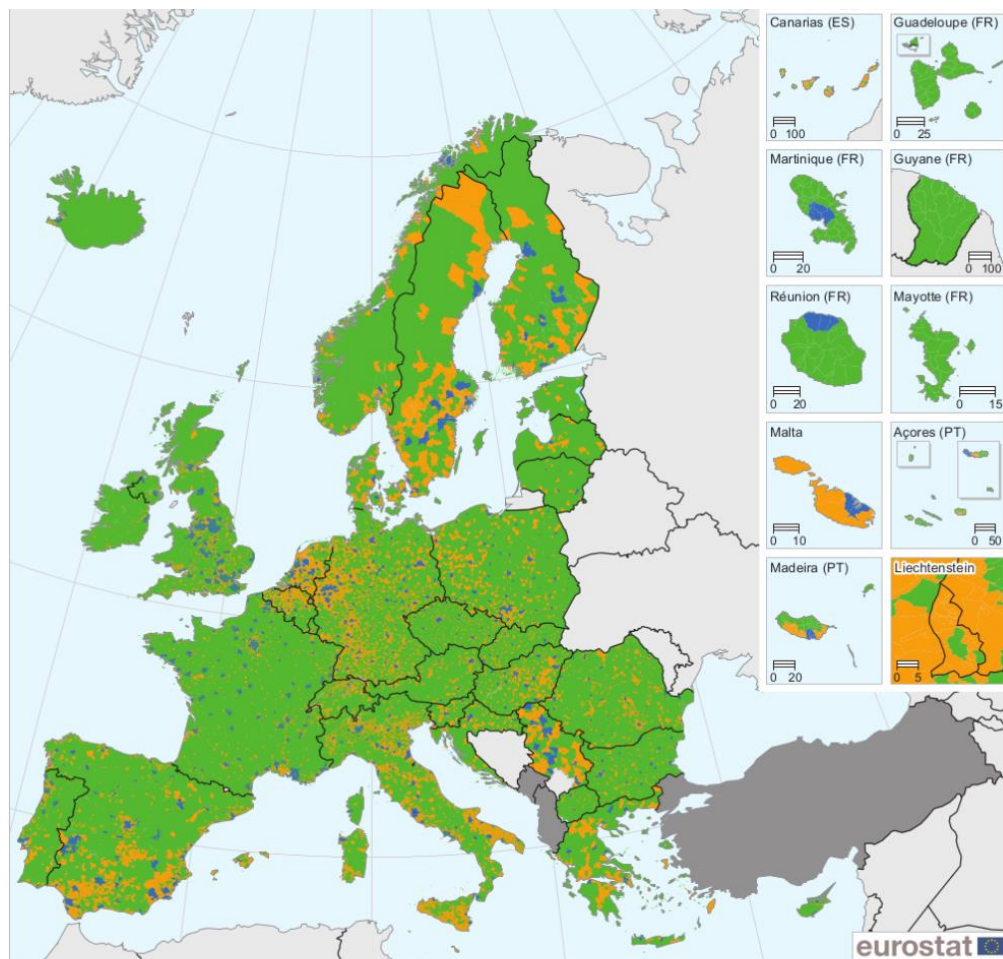 Canarias (ES)
0 100
Guadeloupe (FR)
0 25
Martinique (FR)
0 20
Guyane (FR)
0 100
Réunion (FR)
0 20
Mayotte (FR)
0 15
Malta
0 10
Açores (PT)
0 50
Madeira (PT)
0 20
Liechtenstein
0 5
eurostat